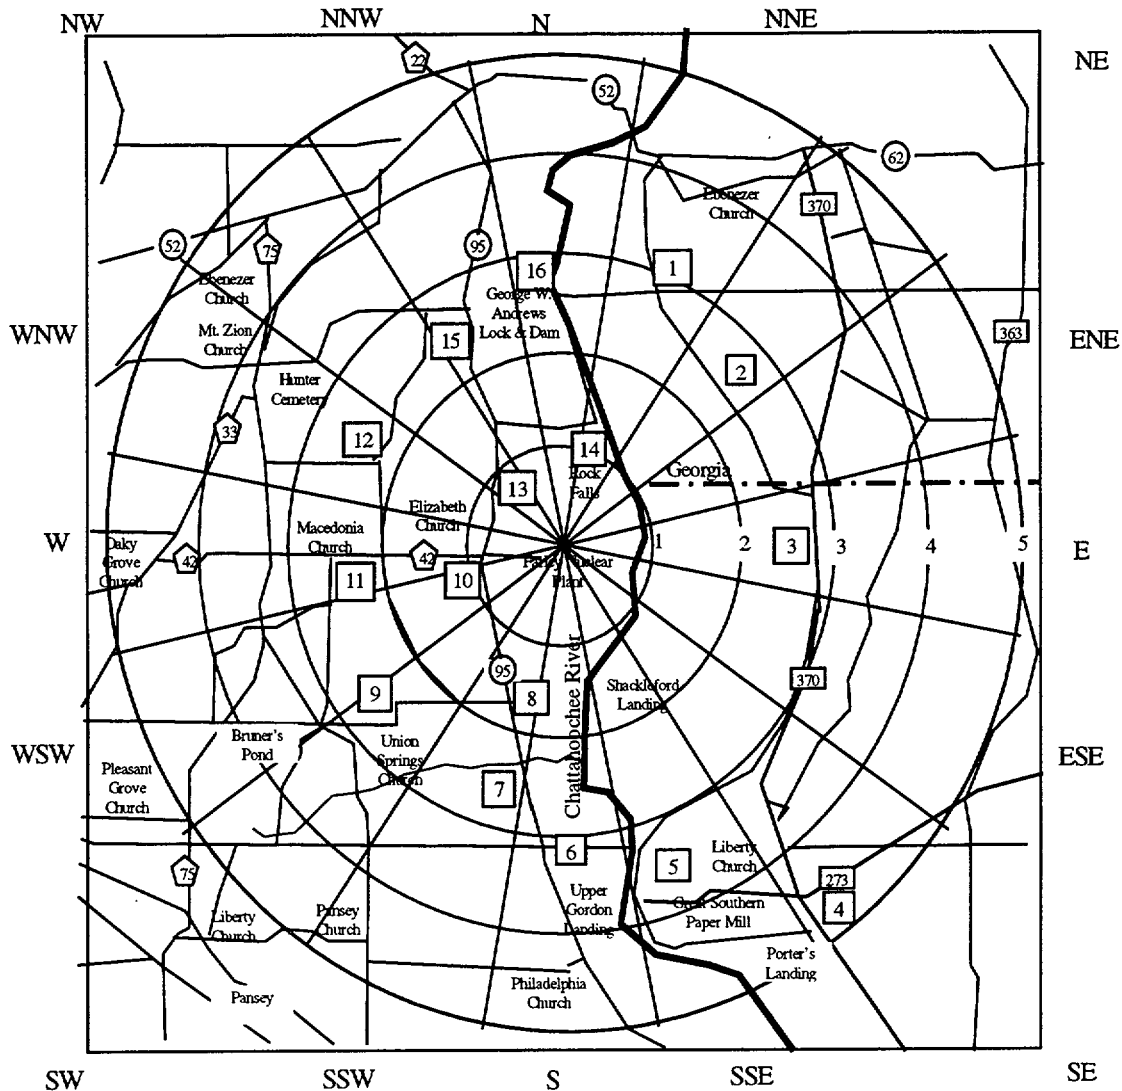 NW
NNW
N
NNE
NE
22
52
62
Ebenezer
Church
370
52
75
95
16
1
Ebenezer
Church
George W.
Andrews
Lock & Dam
WNW
Mt. Zion
Church
15
363
ENE
2
Hunter
Cemetery
33
12
14
Rock
Falls
Georgia
13
Elizabeth
Church
Macedonia
Church
W
Oaky
Grove
Church
42
42
1
2
3
3
4
5
E
Farley Nuclear
Plant
11
10
95
Chattahopchee River
Shackleford
Landing
370
9
8
WSW
Bruner's
Pond
Union
Springs
Church
ESE
Pleasant
Grove
Church
7
6
5
Liberty
Church
75
273
4
Upper
Gordon
Landing
Great Southern
Paper Mill
Liberty
Church
Pansey
Church
Porter's
Landing
Philadelphia
Church
Pansey
SW
SSW
S
SSE
SE